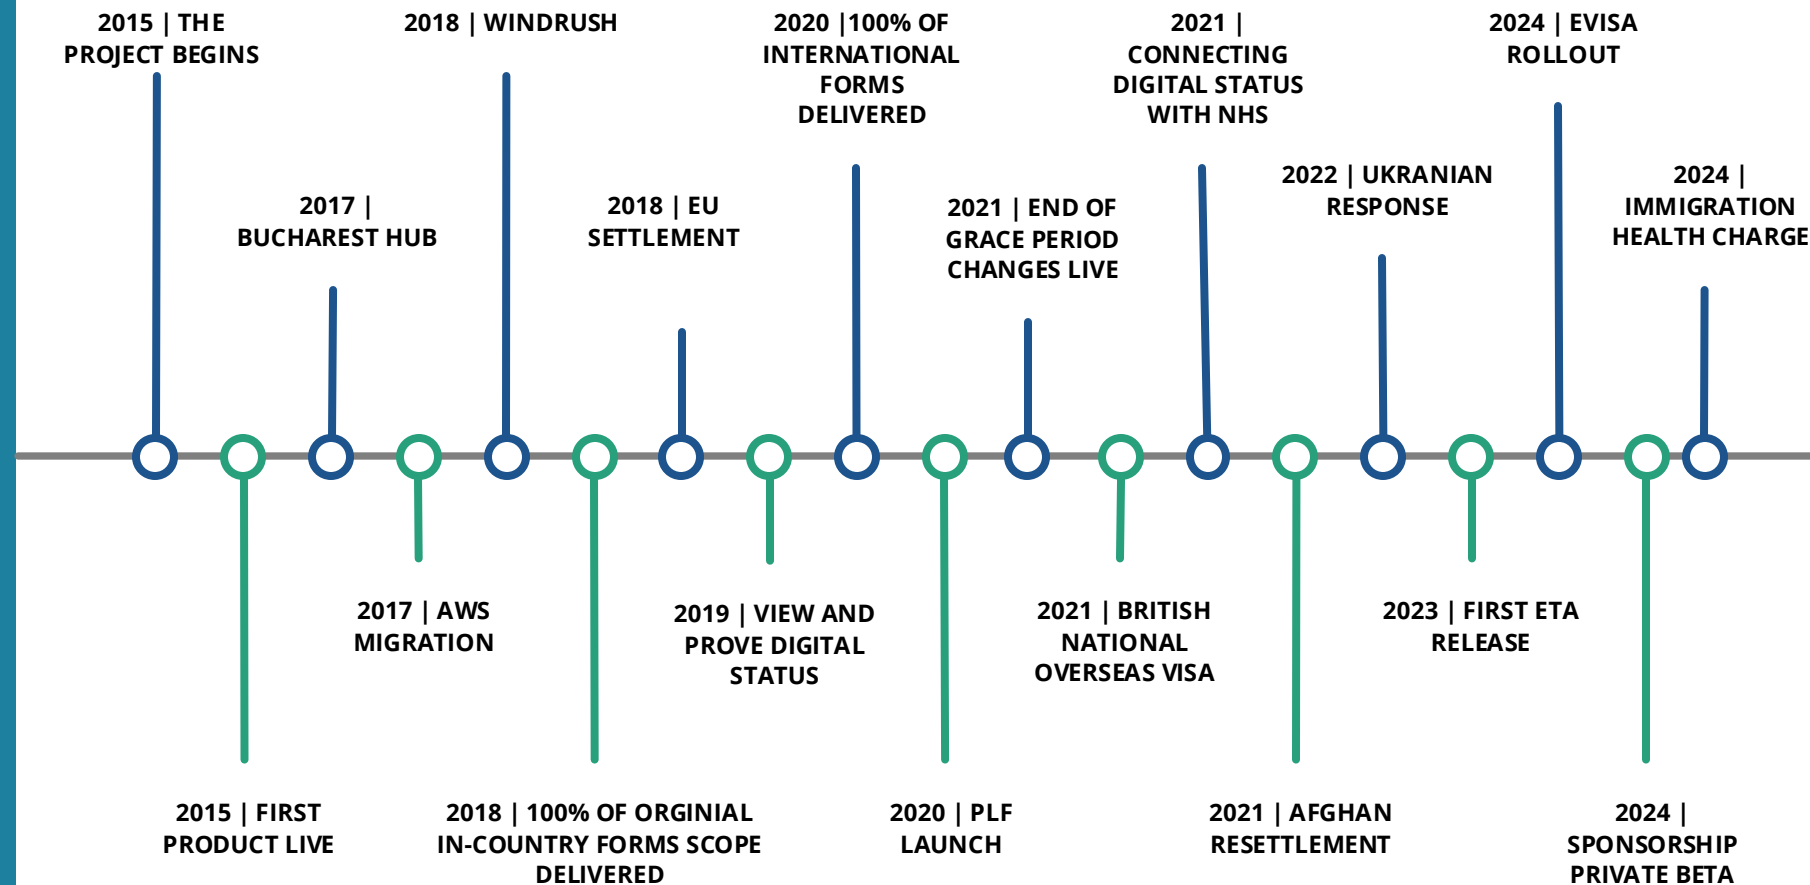 2015 | THE
PROJECT BEGINS
2015 | FIRST
PRODUCT LIVE
2017 |
BUCHAREST HUB
2017 | AWS
MIGRATION
2018 | WINDRUSH
2018 | 100% OF ORGINIAL
IN-COUNTRY FORMS SCOPE
DELIVERED
2018 | EU
SETTLEMENT
2019 | VIEW AND
PROVE DIGITAL
STATUS
2020 |100% OF
INTERNATIONAL
FORMS
DELIVERED
2020 | PLF
LAUNCH
2021 | END OF
GRACE PERIOD
CHANGES LIVE
2021 | BRITISH
NATIONAL
OVERSEAS VISA
2021 |
CONNECTING
DIGITAL STATUS
WITH NHS
2021 | AFGHAN
RESETTLEMENT
2022 | UKRANIAN
RESPONSE
2023 | FIRST ETA
RELEASE
2024 | EVISA
ROLLOUT
2024 |
SPONSORSHIP
PRIVATE BETA
2024 |
IMMIGRATION
HEALTH CHARGE